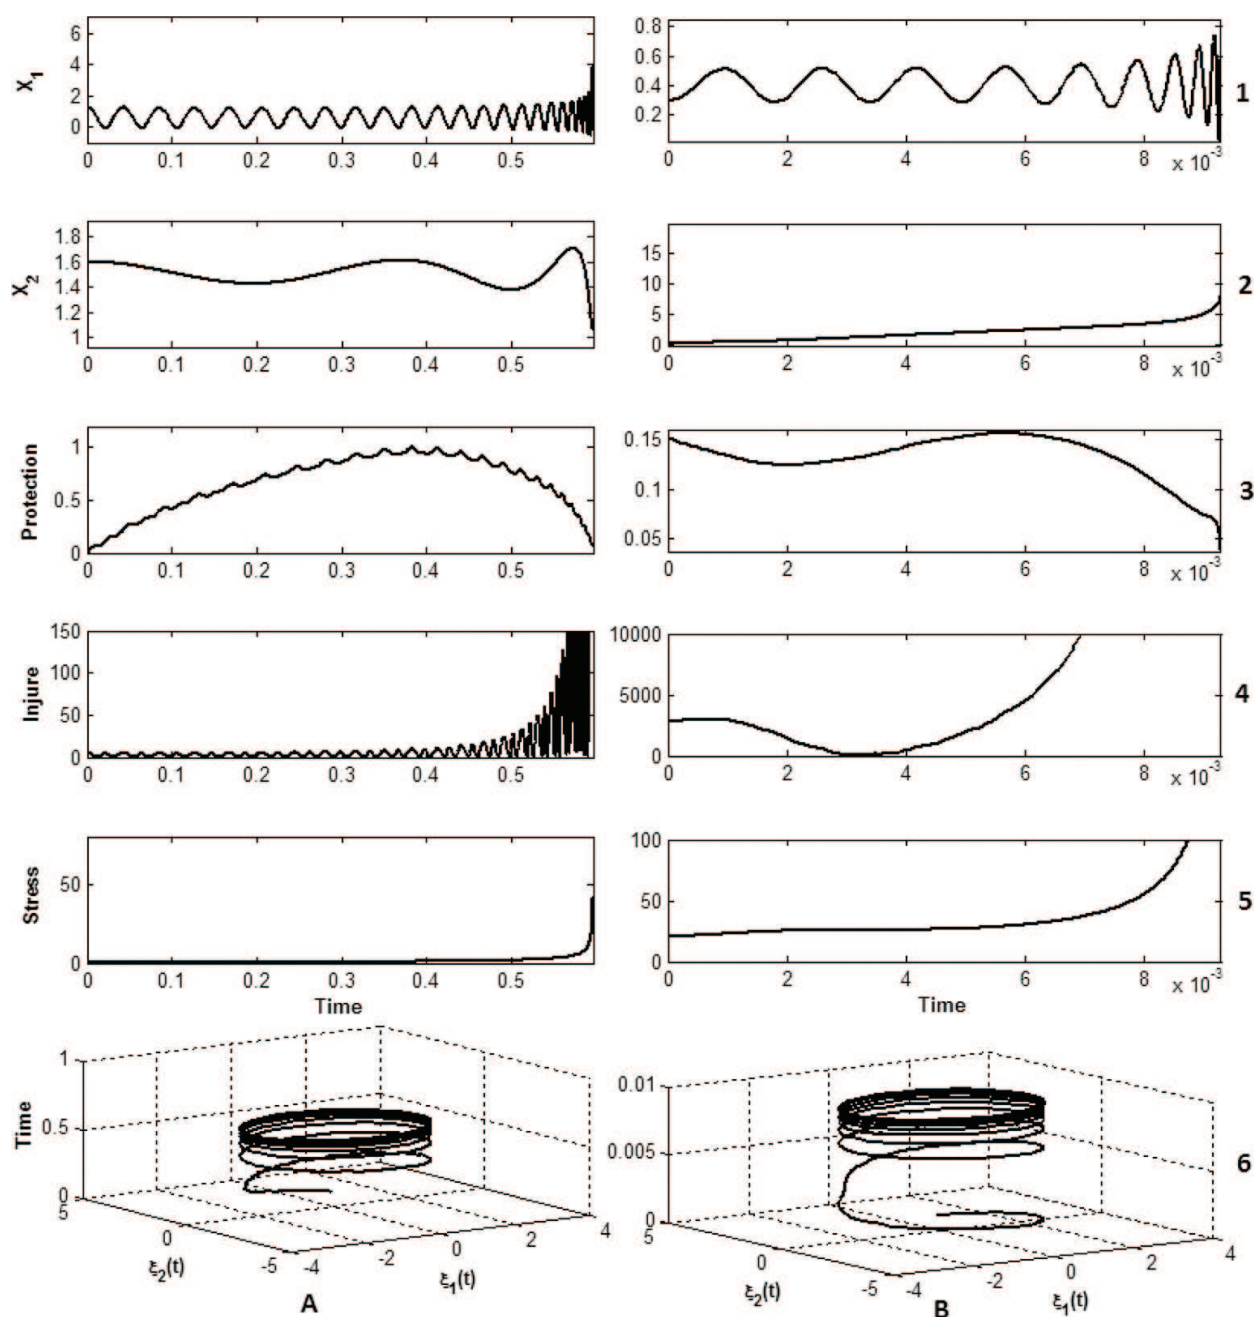 6
4
2
0
X1
0 0.1 0.2 0.3 0.4 0.5
0.8
0.6
0.4
0.2
0 2 4 6 8
x 10-3
1
1.8
1.6
1.4
1.2
1
X2
0 0.1 0.2 0.3 0.4 0.5
15
10
5
0
0 2 4 6 8
x 10-3
2
1
0.5
0
Protection
0 0.1 0.2 0.3 0.4 0.5
0.15
0.1
0.05
0 2 4 6 8
x 10-3
3
150
100
50
0
Injure
0 0.1 0.2 0.3 0.4 0.5
10000
5000
0
0 2 4 6 8
x 10-3
4
50
0
Stress
0 0.1 0.2 0.3 0.4 0.5
Time
100
50
0
0 2 4 6 8
x 10-3
Time
5
1
0.5
0
Time
5 0 -5
ξ2(t)
-4 -2 0 2 4
ξ1(t)
A
0.01
0.005
0
5 0 -5
ξ2(t)
-4 -2 0 2 4
ξ1(t)
B
6